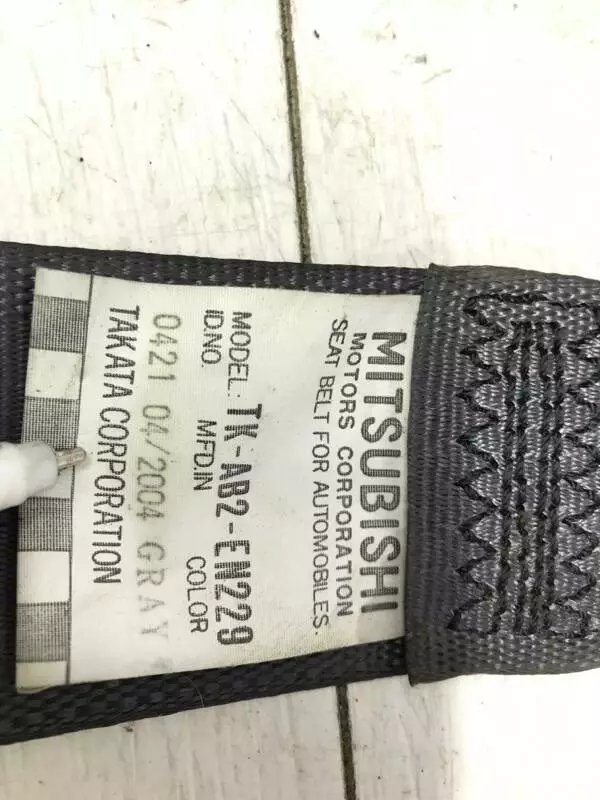 MITSUBISHI
MOTORS CORPORATION
SEAT BELT FOR AUTOMOBILES.
MODEL: TK-AB2-EN229
ID.NO. MFD.IN COLOR
0421 04/2004 GRAY
TAKATA CORPORATION